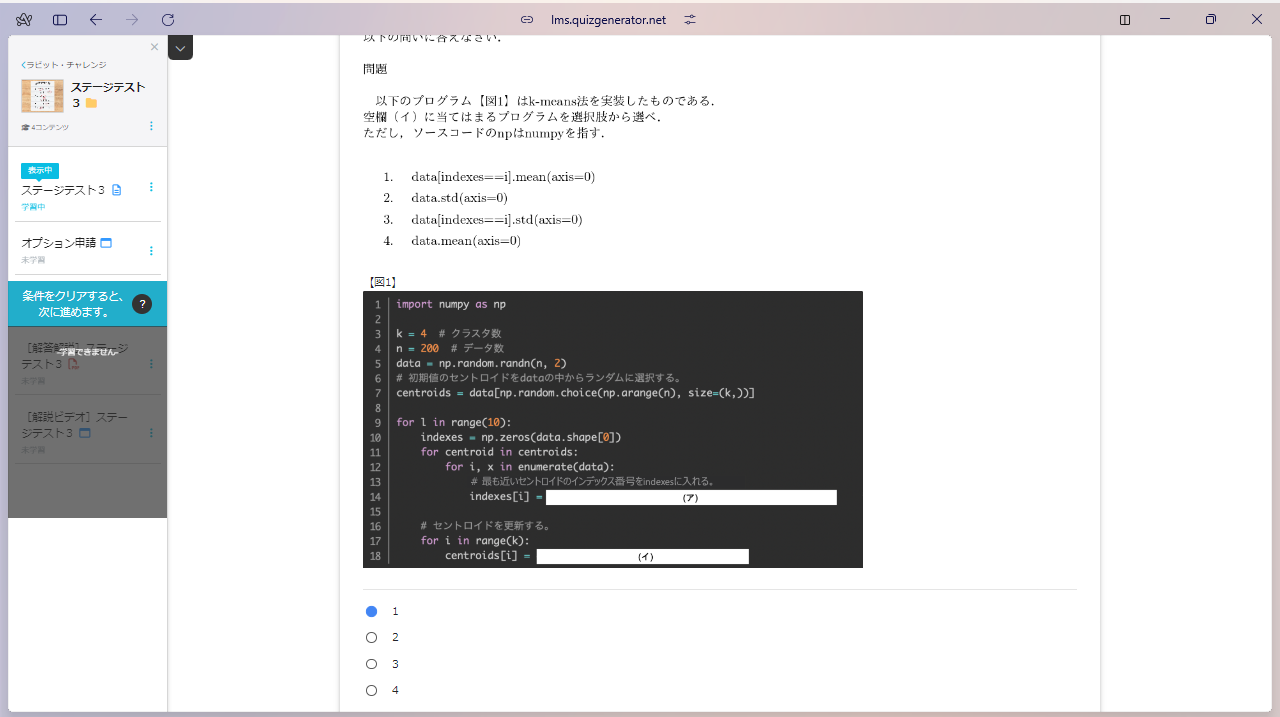 lms.quizgenerator.net
ラビット・チャレンジ
ステージテスト
3
4コンテンツ
表示中
ステージテスト３
学習中
オプション申請
未学習
条件をクリアすると、
次に進めます。
?
［解答解説］ステージ
テスト３
学習できません
未学習
［解説ビデオ］ステー
ジテスト３
未学習
以下の問いに答えなさい．
問題
以下のプログラム【図1】はk-means法を実装したものである．
空欄（イ）に当てはまるプログラムを選択肢から選べ．
ただし，ソースコードのnpはnumpyを指す．
1. data[indexes==i].mean(axis=0)
2. data.std(axis=0)
3. data[indexes==i].std(axis=0)
4. data.mean(axis=0)
【図1】
1 import numpy as np
2
3 k = 4 # クラスタ数
4 n = 200 # データ数
5 data = np.random.randn(n, 2)
6 # 初期値のセントロイドをdataの中からランダムに選択する。
7 centroids = data[np.random.choice(np.arange(n), size=(k,))]
8
9 for l in range(10):
10 indexes = np.zeros(data.shape[0])
11 for centroid in centroids:
12 for i, x in enumerate(data):
13 # 最も近いセントロイドのインデックス番号をindexesに入れる。
14 indexes[i] = (ア)
15
16 # セントロイドを更新する。
17 for i in range(k):
18 centroids[i] = (イ)
1
2
3
4